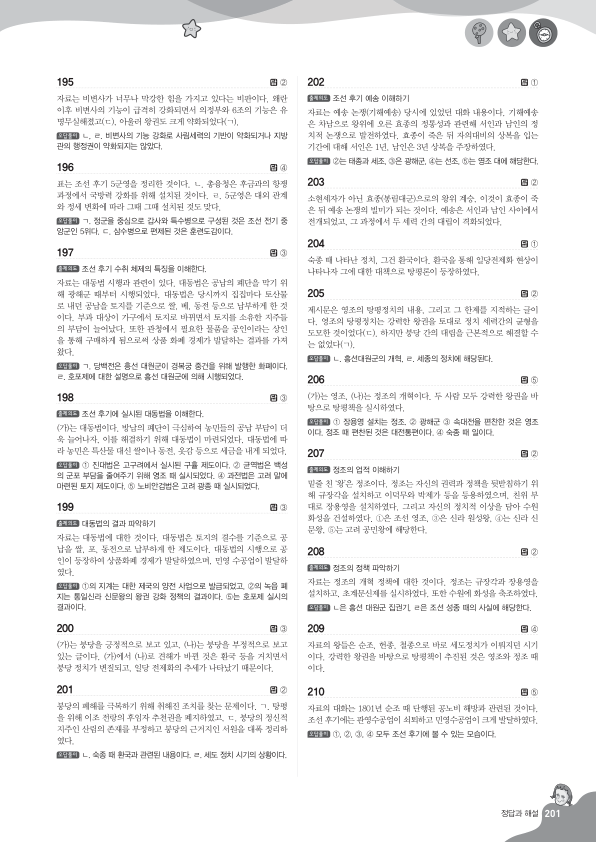 195
답 ②
자료는 비변사가 너무나 막강한 힘을 가지고 있다는 비판이다. 왜란
이후 비변사의 기능이 급격히 강화되면서 의정부와 6조의 기능은 유
명무실해졌고(ㄷ), 아울러 왕권도 크게 약화되었다(ㄱ).
오답풀이 ㄴ, ㄹ. 비변사의 기능 강화로 사림세력의 기반이 약화되거나 지방
관의 행정권이 약화되지는 않았다.
196
답 ④
표는 조선 후기 5군영을 정리한 것이다. ㄴ. 총융청은 후금과의 항쟁
과정에서 국방력 강화를 위해 설치된 것이다. ㄹ. 5군영은 대외 관계
와 정세 변화에 따라 그때 그때 설치된 것도 맞다.
오답풀이 ㄱ. 정군을 중심으로 갑사와 특수병으로 구성된 것은 조선 전기 중
앙군인 5위다. ㄷ. 삼수병으로 편제된 것은 훈련도감이다.
197
답 ③
출제의도 조선 후기 수취 체제의 특징을 이해한다.
자료는 대동법 시행과 관련이 있다. 대동법은 공납의 폐단을 막기 위
해 광해군 때부터 시행되었다. 대동법은 당시까지 집집마다 토산물
로 내던 공납을 토지를 기준으로 쌀, 베, 동전 등으로 납부하게 한 것
이다. 부과 대상이 가구에서 토지로 바뀌면서 토지를 소유한 지주들
의 부담이 늘어났다. 또한 관청에서 필요한 물품을 공인이라는 상인
을 통해 구매하게 됨으로써 상품 화폐 경제가 발달하는 결과를 가져
왔다.
오답풀이 ㄱ. 당백전은 흥선 대원군이 경복궁 중건을 위해 발행한 화폐이다.
ㄹ. 호포제에 대한 설명으로 흥선 대원군에 의해 시행되었다.
198
답 ③
출제의도 조선 후기에 실시된 대동법을 이해한다.
(가)는 대동법이다. 방납의 폐단이 극심하여 농민들의 공납 부담이 더
욱 늘어나자, 이를 해결하기 위해 대동법이 마련되었다. 대동법에 따
라 농민은 특산물 대신 쌀이나 동전, 옷감 등으로 세금을 내게 되었다.
오답풀이 ① 진대법은 고구려에서 실시된 구휼 제도이다. ② 균역법은 백성
의 군포 부담을 줄여주기 위해 영조 때 실시되었다. ④ 과전법은 고려 말에
마련된 토지 제도이다. ⑤ 노비안검법은 고려 광종 때 실시되었다.
199
답 ③
출제의도 대동법의 결과 파악하기
자료는 대동법에 대한 것이다. 대동법은 토지의 결수를 기준으로 공
납을 쌀, 포, 동전으로 납부하게 한 제도이다. 대동법의 시행으로 공
인이 등장하여 상품화폐 경제가 발달하였으며, 민영 수공업이 발달하
였다.
오답풀이 ①의 지계는 대한 제국의 양전 사업으로 발급되었고, ②의 녹읍 폐
지는 통일신라 신문왕의 왕권 강화 정책의 결과이다. ⑤는 호포제 실시의
결과이다.
200
답 ③
(가)는 붕당을 긍정적으로 보고 있고, (나)는 붕당을 부정적으로 보고
있는 글이다. (가)에서 (나)로 견해가 바뀐 것은 환국 등을 거치면서
붕당 정치가 변질되고, 일당 전제화의 추세가 나타났기 때문이다.
201
답 ②
붕당의 폐해를 극복하기 위해 취해진 조치를 찾는 문제이다. ㄱ. 탕평
을 위해 이조 전랑의 후임자 추천권을 폐지하였고, ㄷ. 붕당의 정신적
지주인 산림의 존재를 부정하고 붕당의 근거지인 서원을 대폭 정리하
였다.
오답풀이 ㄴ. 숙종 때 환국과 관련된 내용이다. ㄹ. 세도 정치 시기의 상황이다.
202
답 ①
출제의도 조선 후기 예송 이해하기
자료는 예송 논쟁(기해예송) 당시에 있었던 대화 내용이다. 기해예송
은 차남으로 왕위에 오른 효종의 정통성과 관련해 서인과 남인의 정
치적 논쟁으로 발전하였다. 효종이 죽은 뒤 자의대비의 상복을 입는
기간에 대해 서인은 1년, 남인은 3년 상복을 주장하였다.
오답풀이 ②는 태종과 세조, ③은 광해군, ④는 선조, ⑤는 영조 대에 해당한다.
203
답 ②
소현세자가 아닌 효종(봉림대군)으로의 왕위 계승, 이것이 효종이 죽
은 뒤 예송 논쟁의 빌미가 되는 것이다. 예송은 서인과 남인 사이에서
전개되었고, 그 과정에서 두 세력 간의 대립이 격화되었다.
204
답 ①
숙종 때 나타난 정치, 그건 환국이다. 환국을 통해 일당전제화 현상이
나타나자 그에 대한 대책으로 탕평론이 등장하였다.
205
답 ②
제시문은 영조의 탕평정치의 내용, 그리고 그 한계를 지적하는 글이
다. 영조의 탕평정치는 강력한 왕권을 토대로 정치 세력간의 균형을
도모한 것이었다(ㄷ). 하지만 붕당 간의 대립을 근본적으로 해결할 수
는 없었다(ㄱ).
오답풀이 ㄴ. 흥선대원군의 개혁, ㄹ. 세종의 정치에 해당된다.
206
답 ⑤
(가)는 영조, (나)는 정조의 개혁이다. 두 사람 모두 강력한 왕권을 바
탕으로 탕평책을 실시하였다.
오답풀이 ① 장용영 설치는 정조, ② 광해군 ③ 속대전을 편찬한 것은 영조
이다. 정조 때 편찬된 것은 대전통편이다. ④ 숙종 때 일이다.
207
답 ②
출제의도 정조의 업적 이해하기
밑줄 친 '왕'은 정조이다. 정조는 자신의 권력과 정책을 뒷받침하기 위
해 규장각을 설치하고 이덕무와 박제가 등을 등용하였으며, 친위 부
대로 장용영을 설치하였다. 그리고 자신의 정치적 이상을 담아 수원
화성을 건설하였다. ①은 조선 영조, ③은 신라 원성왕, ④는 신라 신
문왕, ⑤는 고려 공민왕에 해당한다.
208
답 ②
출제의도 정조의 정책 파악하기
자료는 정조의 개혁 정책에 대한 것이다. 정조는 규장각과 장용영을
설치하고, 초계문신제를 실시하였다. 또한 수원에 화성을 축조하였다.
오답풀이 ㄴ은 흥선 대원군 집권기, ㄹ은 조선 성종 때의 사실에 해당한다.
209
답 ④
자료의 왕들은 순조, 헌종, 철종으로 바로 세도정치가 이뤄지던 시기
이다. 강력한 왕권을 바탕으로 탕평책이 추진된 것은 영조와 정조 때
이다.
210
답 ⑤
자료의 대화는 1801년 순조 때 단행된 공노비 해방과 관련된 것이다.
조선 후기에는 관영수공업이 쇠퇴하고 민영수공업이 크게 발달하였다.
오답풀이 ①, ②, ③, ④ 모두 조선 후기에 볼 수 있는 모습이다.
정답과 해설 201